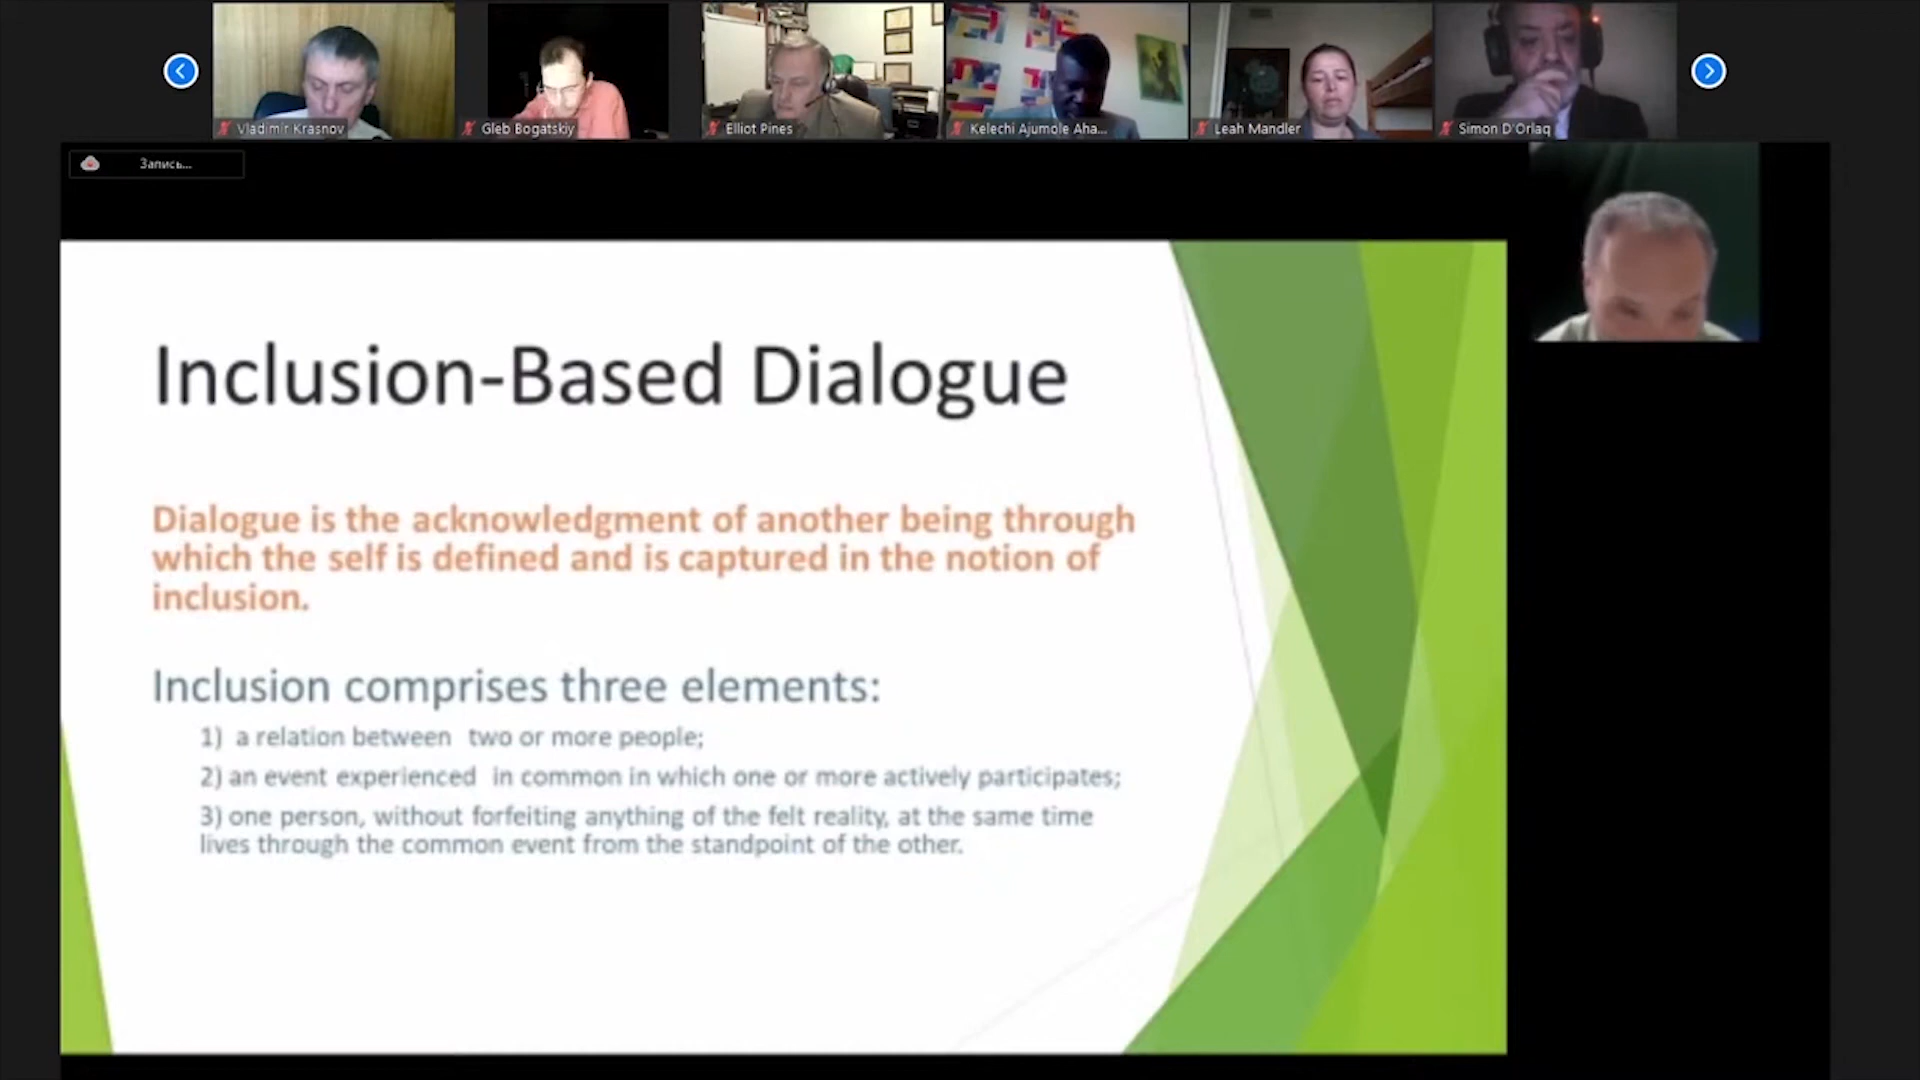 Vladimir Krasnov
Gleb Bogatskiy
Elliot Pines
Kelechi Ajumole Aha...
Leah Mandler
Simon D'Orlaq
Запись...
Inclusion-Based Dialogue
Dialogue is the acknowledgment of another being through
which the self is defined and is captured in the notion of
inclusion.
Inclusion comprises three elements:
1) a relation between two or more people;
2) an event experienced in common in which one or more actively participates;
3) one person, without forfeiting anything of the felt reality, at the same time
lives through the common event from the standpoint of the other.